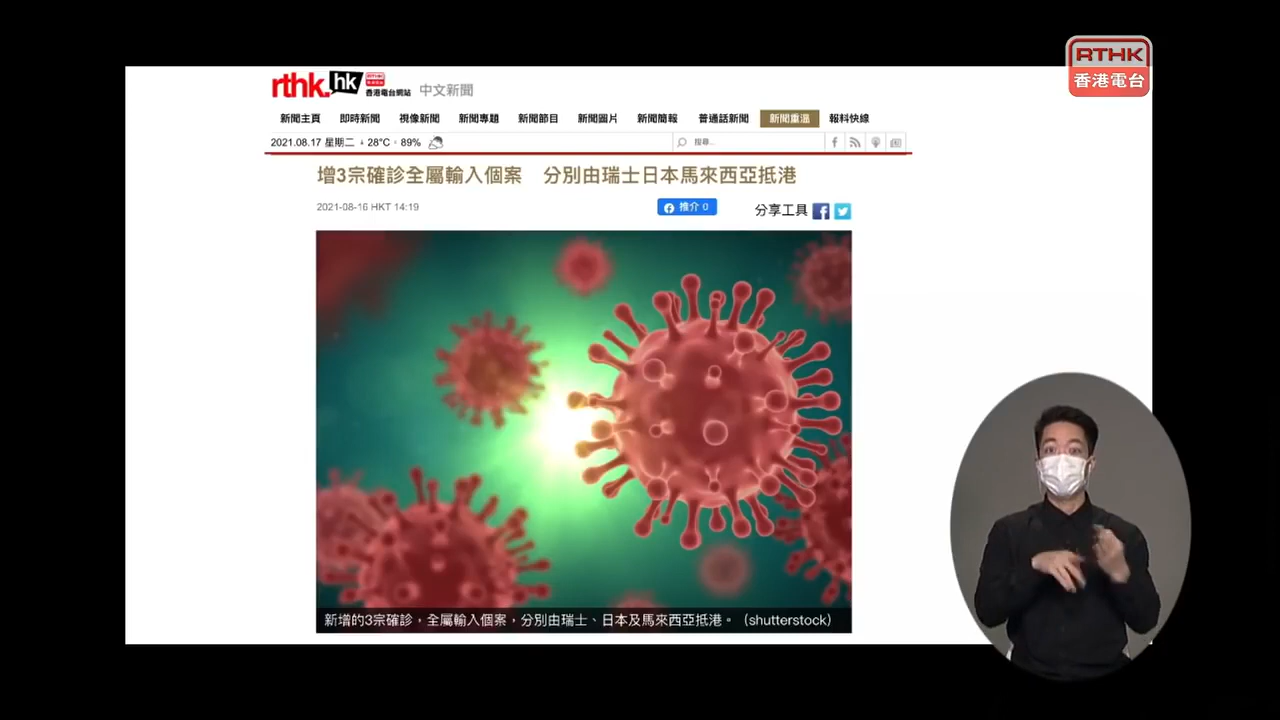 RTHK
香港電台
rthk.hk
RTHK
香港電台
香港電台網站
中文新聞
新聞主頁 即時新聞 視像新聞 新聞專題 新聞節目 新聞圖片 新聞簡報 普通話新聞 新聞重溫 報料快線
2021.08.17 星期二 28°C 89%
搜尋...
增3宗確診全屬輸入個案 分別由瑞士日本馬來西亞抵港
2021-08-16 HKT 14:19
推介 0
分享工具
新增的3宗確診，全屬輸入個案，分別由瑞士、日本及馬來西亞抵港。（shutterstock）